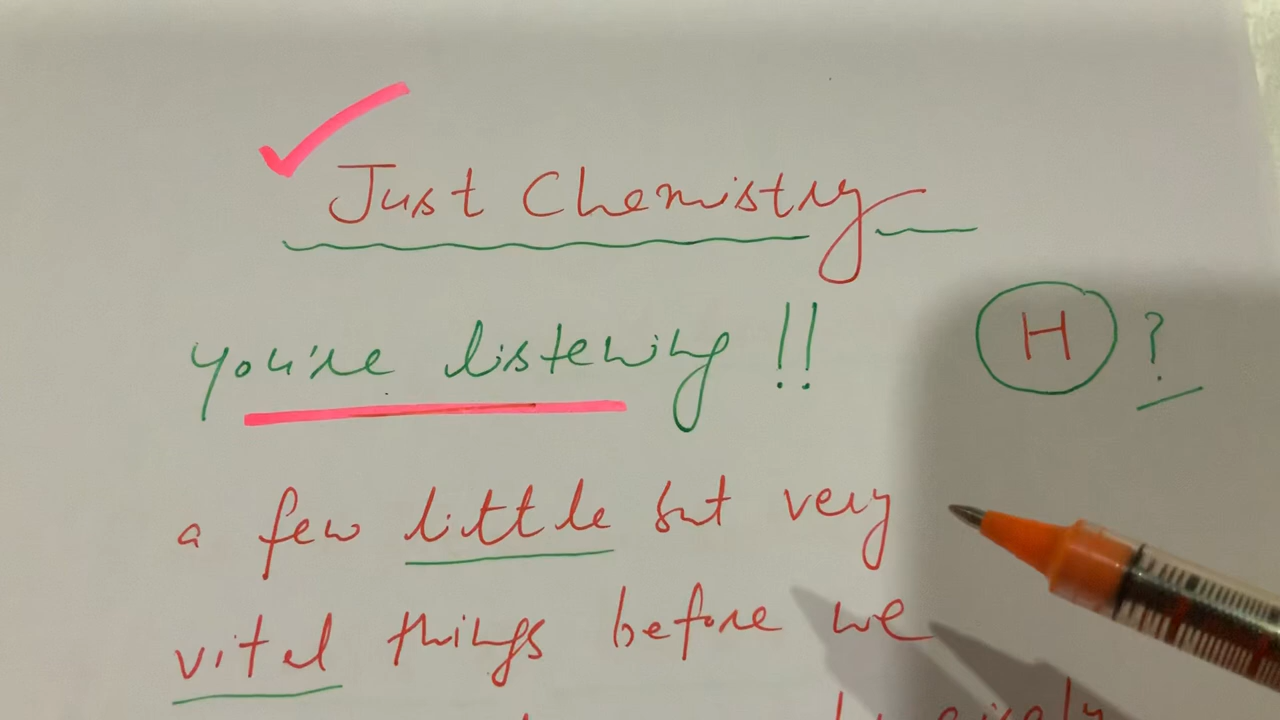 Just Chemistry
you're listening !!
H ?
a few little but very
vital things before we